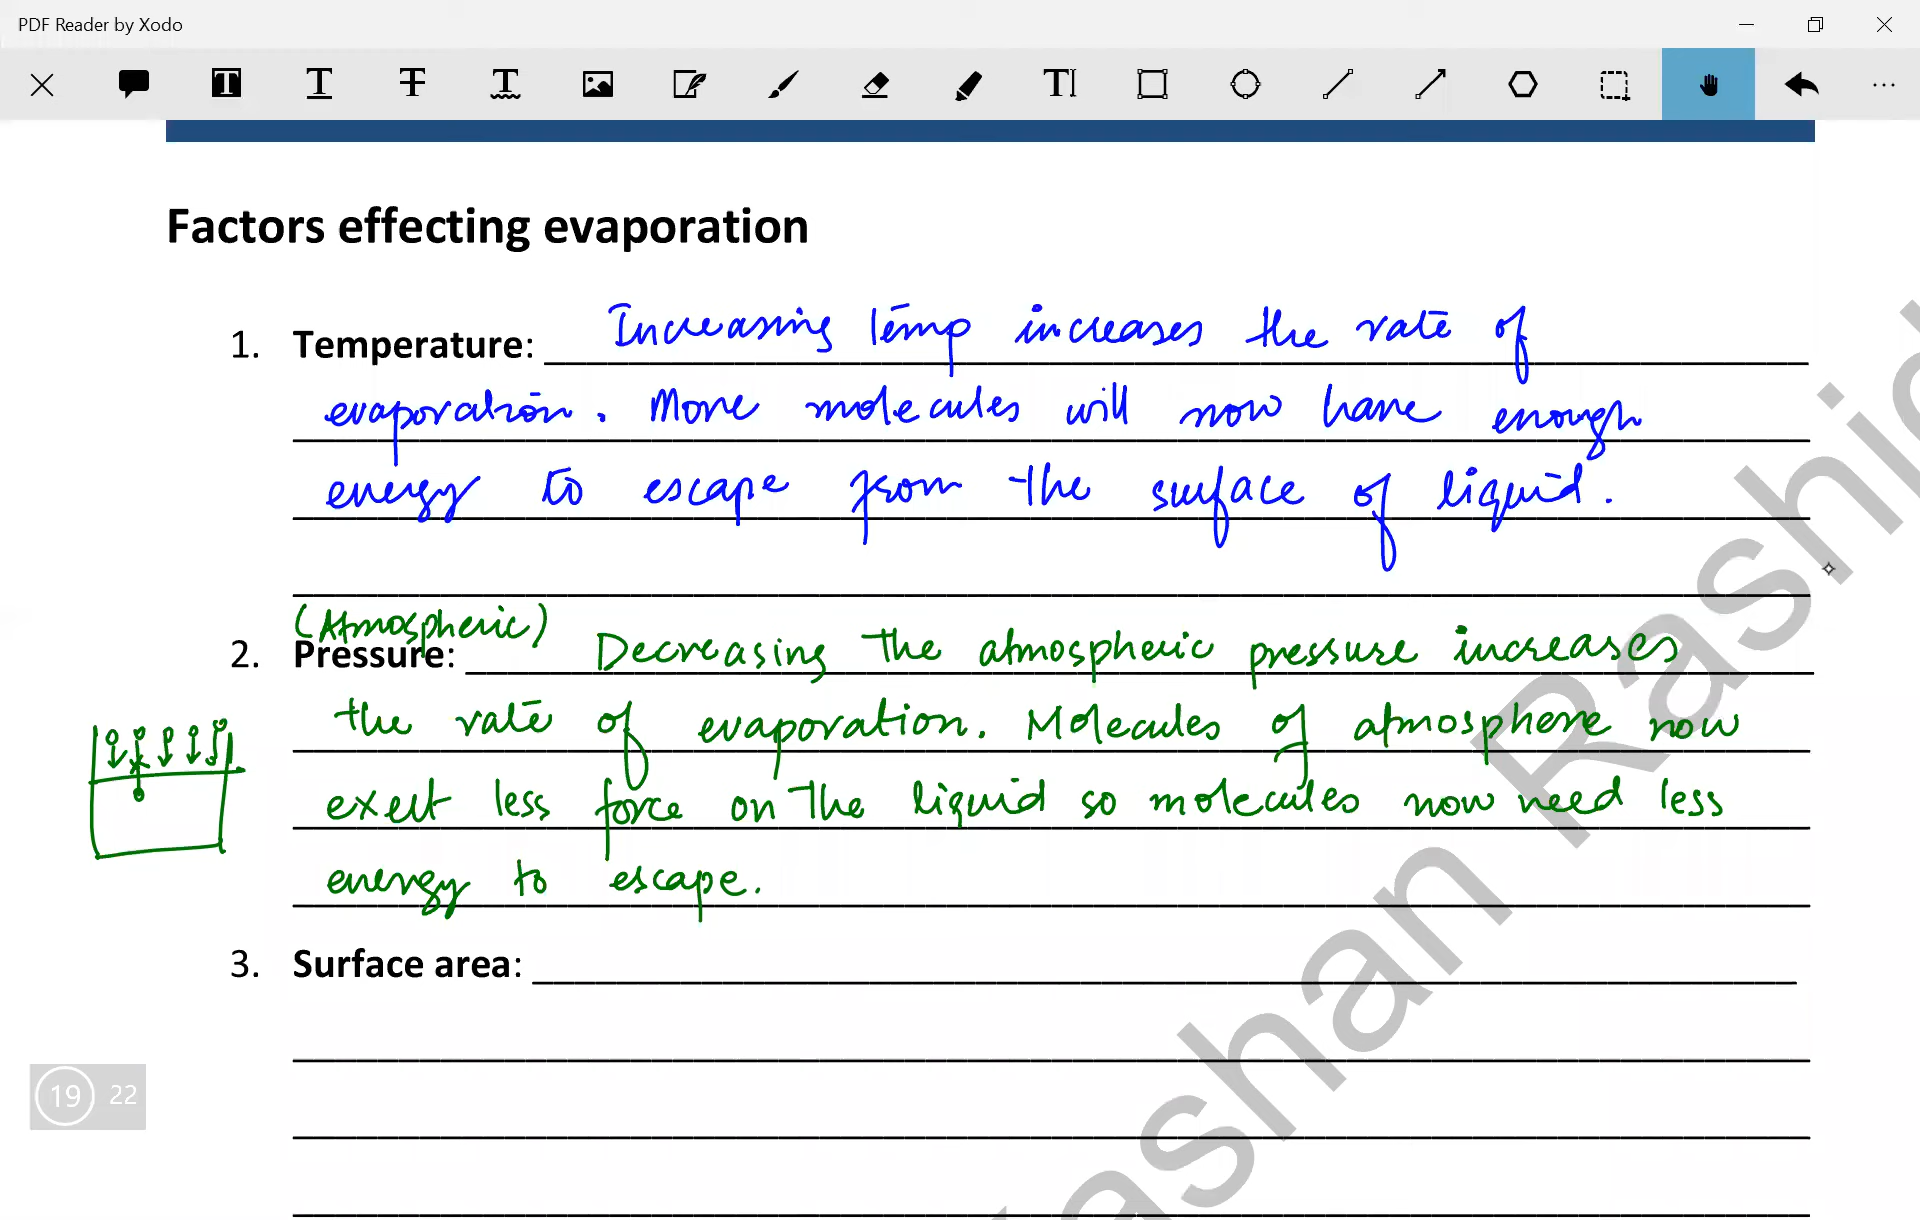 PDF Reader by Xodo
Factors effecting evaporation
1. Temperature: Increasing temp increases the rate of
evaporation. More molecules will now have enough
energy to escape from the surface of liquid.
(Atmospheric)
2. Pressure: Decreasing the atmospheric pressure increases
the rate of evaporation. Molecules of atmosphere now
exert less force on the liquid so molecules now need less
energy to escape.
3. Surface area:
19 22
ashan Rashid